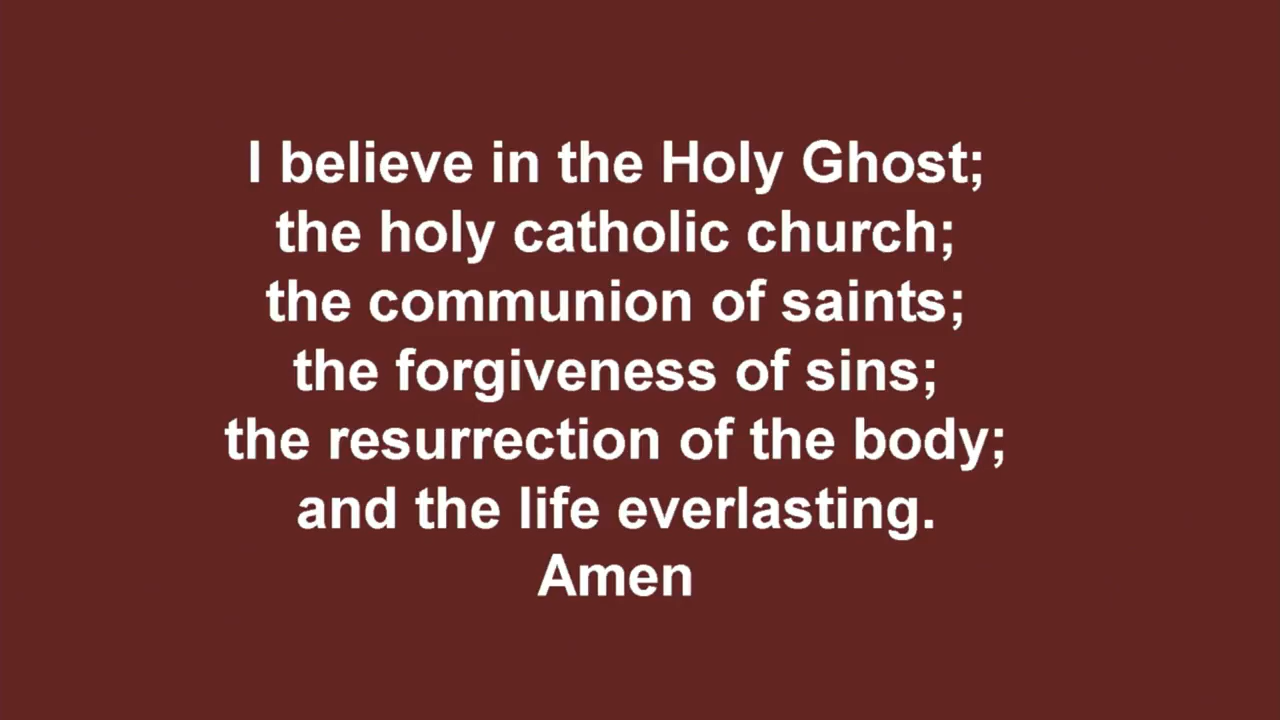 I believe in the Holy Ghost;
the holy catholic church;
the communion of saints;
the forgiveness of sins;
the resurrection of the body;
and the life everlasting.
Amen